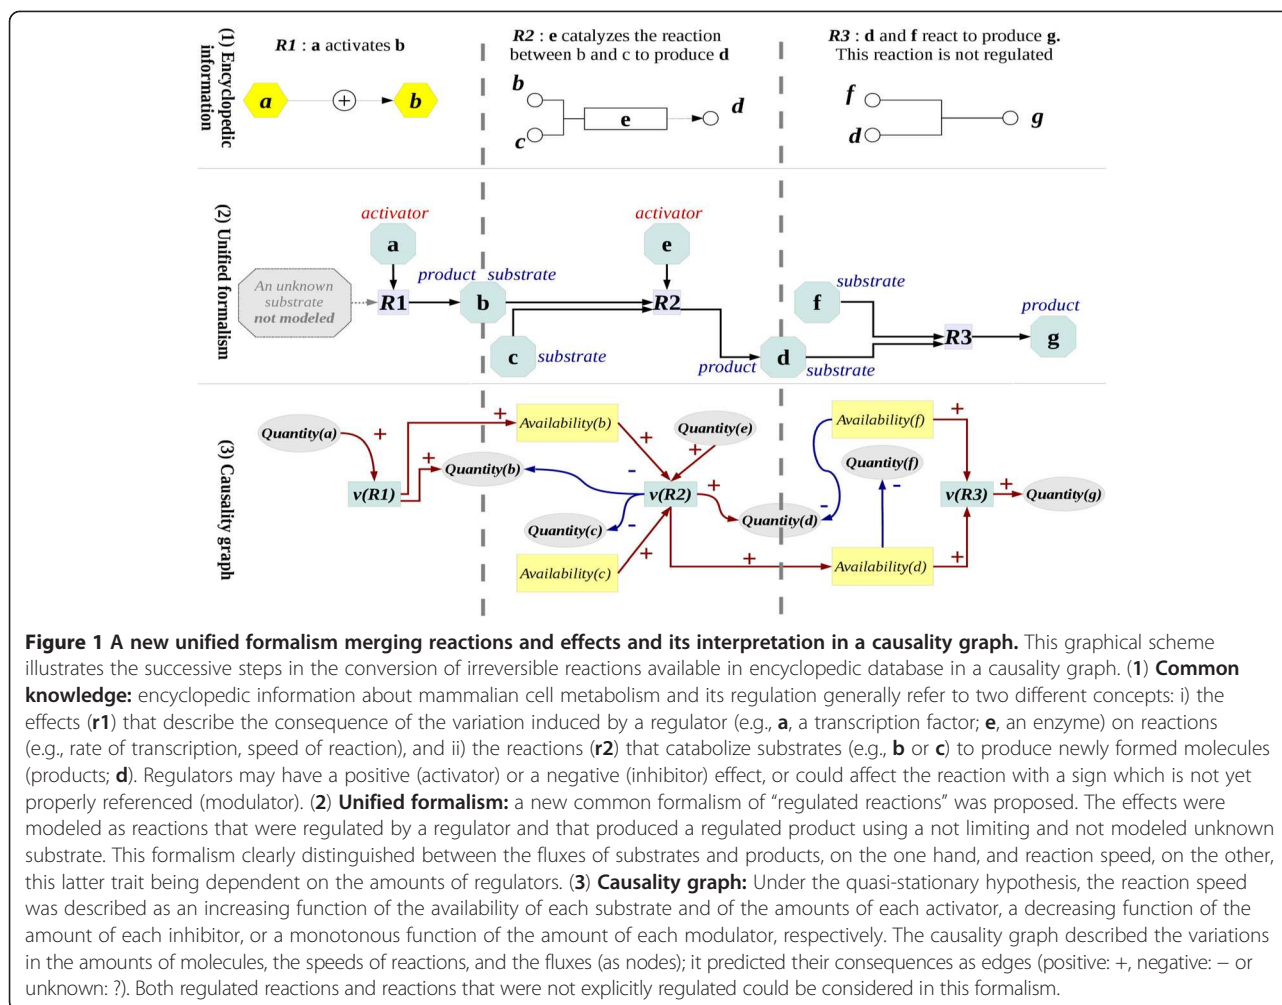 (1) Encyclopedic
information
R1 : a activates b
a
+
b
R2 : e catalyzes the reaction
between b and c to produce d
b
c
e
d
R3 : d and f react to produce g.
This reaction is not regulated
f
d
g
(2) Unified formalism
An unknown
substrate
not modeled
activator
a
R1
product
substrate
b
c
substrate
activator
e
R2
product
d
substrate
f
substrate
R3
product
g
(3) Causality graph
Quantity(a)
+
v(R1)
+
+
Availability(b)
Quantity(b)
+
Quantity(e)
+
-
v(R2)
+
-
Quantity(c)
Availability(c)
+
Quantity(d)
+
Availability(f)
+
-
Quantity(f)
-
v(R3)
+
Quantity(g)
Availability(d)
+
Figure 1 A new unified formalism merging reactions and effects and its interpretation in a causality graph. This graphical scheme
illustrates the successive steps in the conversion of irreversible reactions available in encyclopedic database in a causality graph. (1) Common
knowledge: encyclopedic information about mammalian cell metabolism and its regulation generally refer to two different concepts: i) the
effects (r1) that describe the consequence of the variation induced by a regulator (e.g., a, a transcription factor; e, an enzyme) on reactions
(e.g., rate of transcription, speed of reaction), and ii) the reactions (r2) that catabolize substrates (e.g., b or c) to produce newly formed molecules
(products; d). Regulators may have a positive (activator) or a negative (inhibitor) effect, or could affect the reaction with a sign which is not yet
properly referenced (modulator). (2) Unified formalism: a new common formalism of “regulated reactions” was proposed. The effects were
modeled as reactions that were regulated by a regulator and that produced a regulated product using a not limiting and not modeled unknown
substrate. This formalism clearly distinguished between the fluxes of substrates and products, on the one hand, and reaction speed, on the other,
this latter trait being dependent on the amounts of regulators. (3) Causality graph: Under the quasi-stationary hypothesis, the reaction speed
was described as an increasing function of the availability of each substrate and of the amounts of each activator, a decreasing function of the
amount of each inhibitor, or a monotonous function of the amount of each modulator, respectively. The causality graph described the variations
in the amounts of molecules, the speeds of reactions, and the fluxes (as nodes); it predicted their consequences as edges (positive: +, negative: − or
unknown: ?). Both regulated reactions and reactions that were not explicitly regulated could be considered in this formalism.